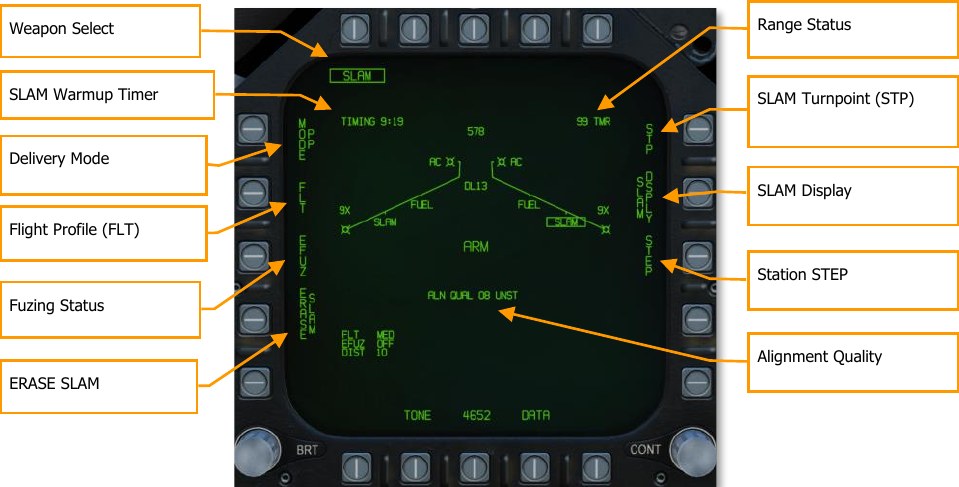 Weapon Select
SLAM Warmup Timer
Delivery Mode
Flight Profile (FLT)
Fuzing Status
ERASE SLAM
SLAM
TIMING 9:19
578
99 TMR
MODE
PP
STP
AC
AC
DL13
FLT
SLAM
DSPLY
FUEL
FUEL
9X
9X
SLAM
SLAM
EFUZ
ARM
STEP
ERASE
SLAM
ALN QUAL 08 UNST
FLT MED
EFUZ OFF
DIST 10
TONE 4652 DATA
BRT
CONT
Range Status
SLAM Turnpoint (STP)
SLAM Display
Station STEP
Alignment Quality